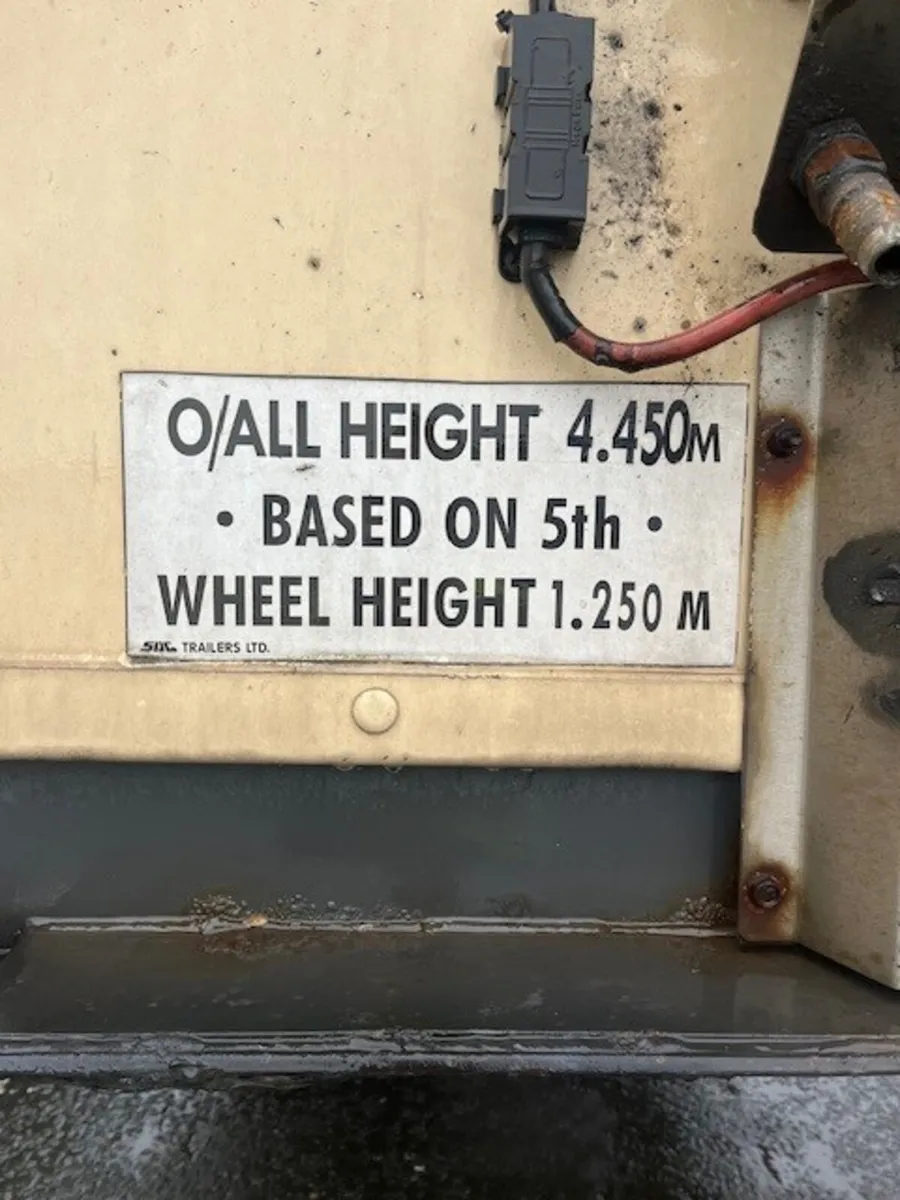 O/ALL HEIGHT 4.450M
• BASED ON 5th •
WHEEL HEIGHT 1.250 M
SDC TRAILERS LTD.